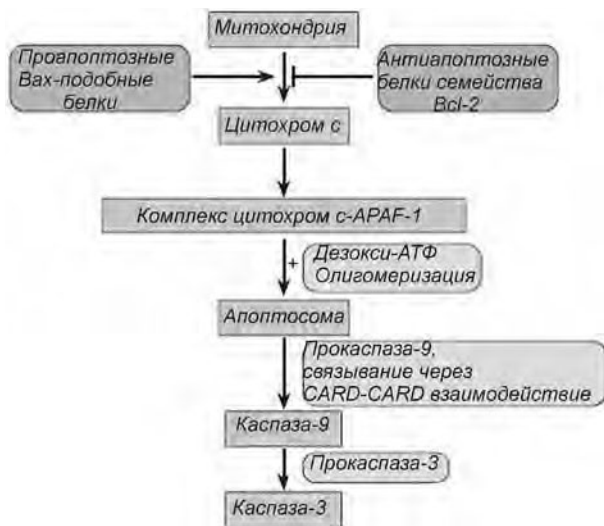 Митохондрия
Проапоптозные
Bax-подобные
белки
Антиапоптозные
белки семейства
Bcl-2
Цитохром с
Комплекс цитохром с-APAF-1
+
Дезокси-АТФ
Олигомеризация
Апоптосома
Прокаспаза-9,
связывание через
CARD-CARD взаимодействие
Каспаза-9
Прокаспаза-3
Каспаза-3